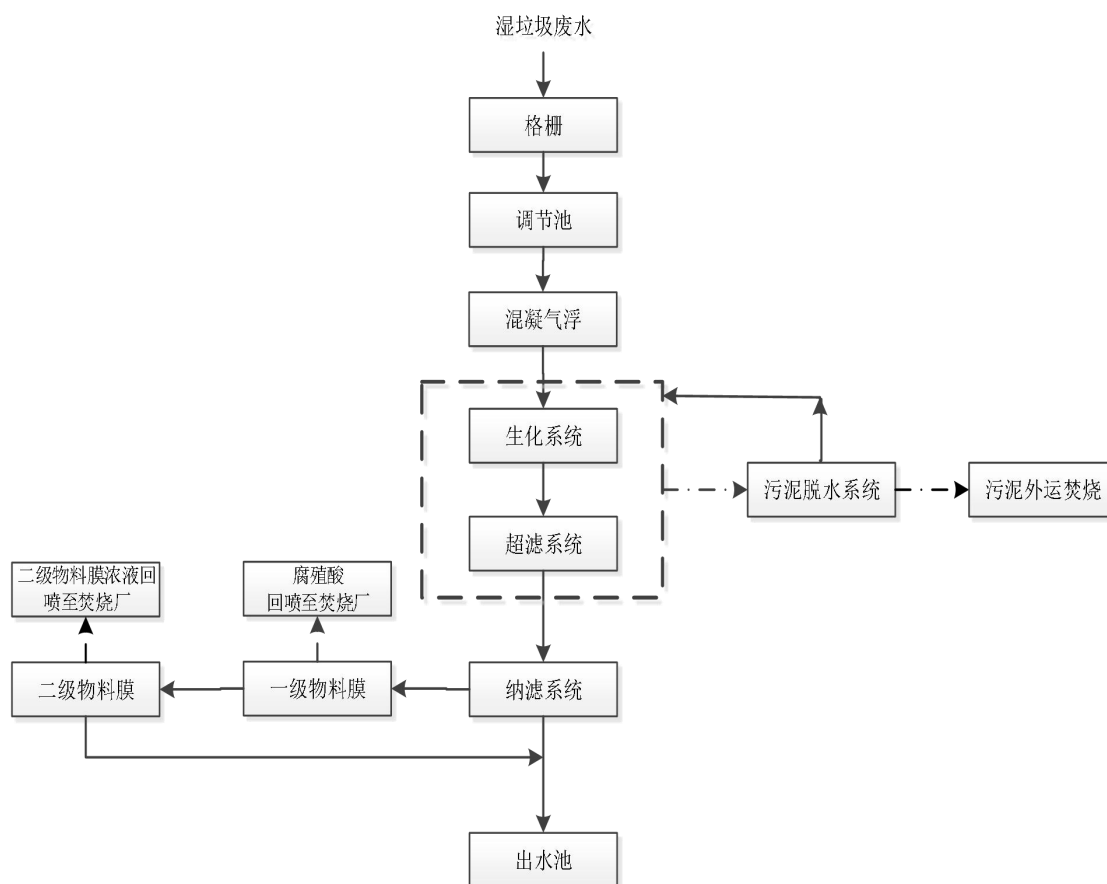 湿垃圾废水
格栅
调节池
混凝气浮
生化系统
污泥脱水系统
污泥外运焚烧
超滤系统
二级物料膜浓液回
喷至焚烧厂
腐殖酸
回喷至焚烧厂
二级物料膜
一级物料膜
纳滤系统
出水池